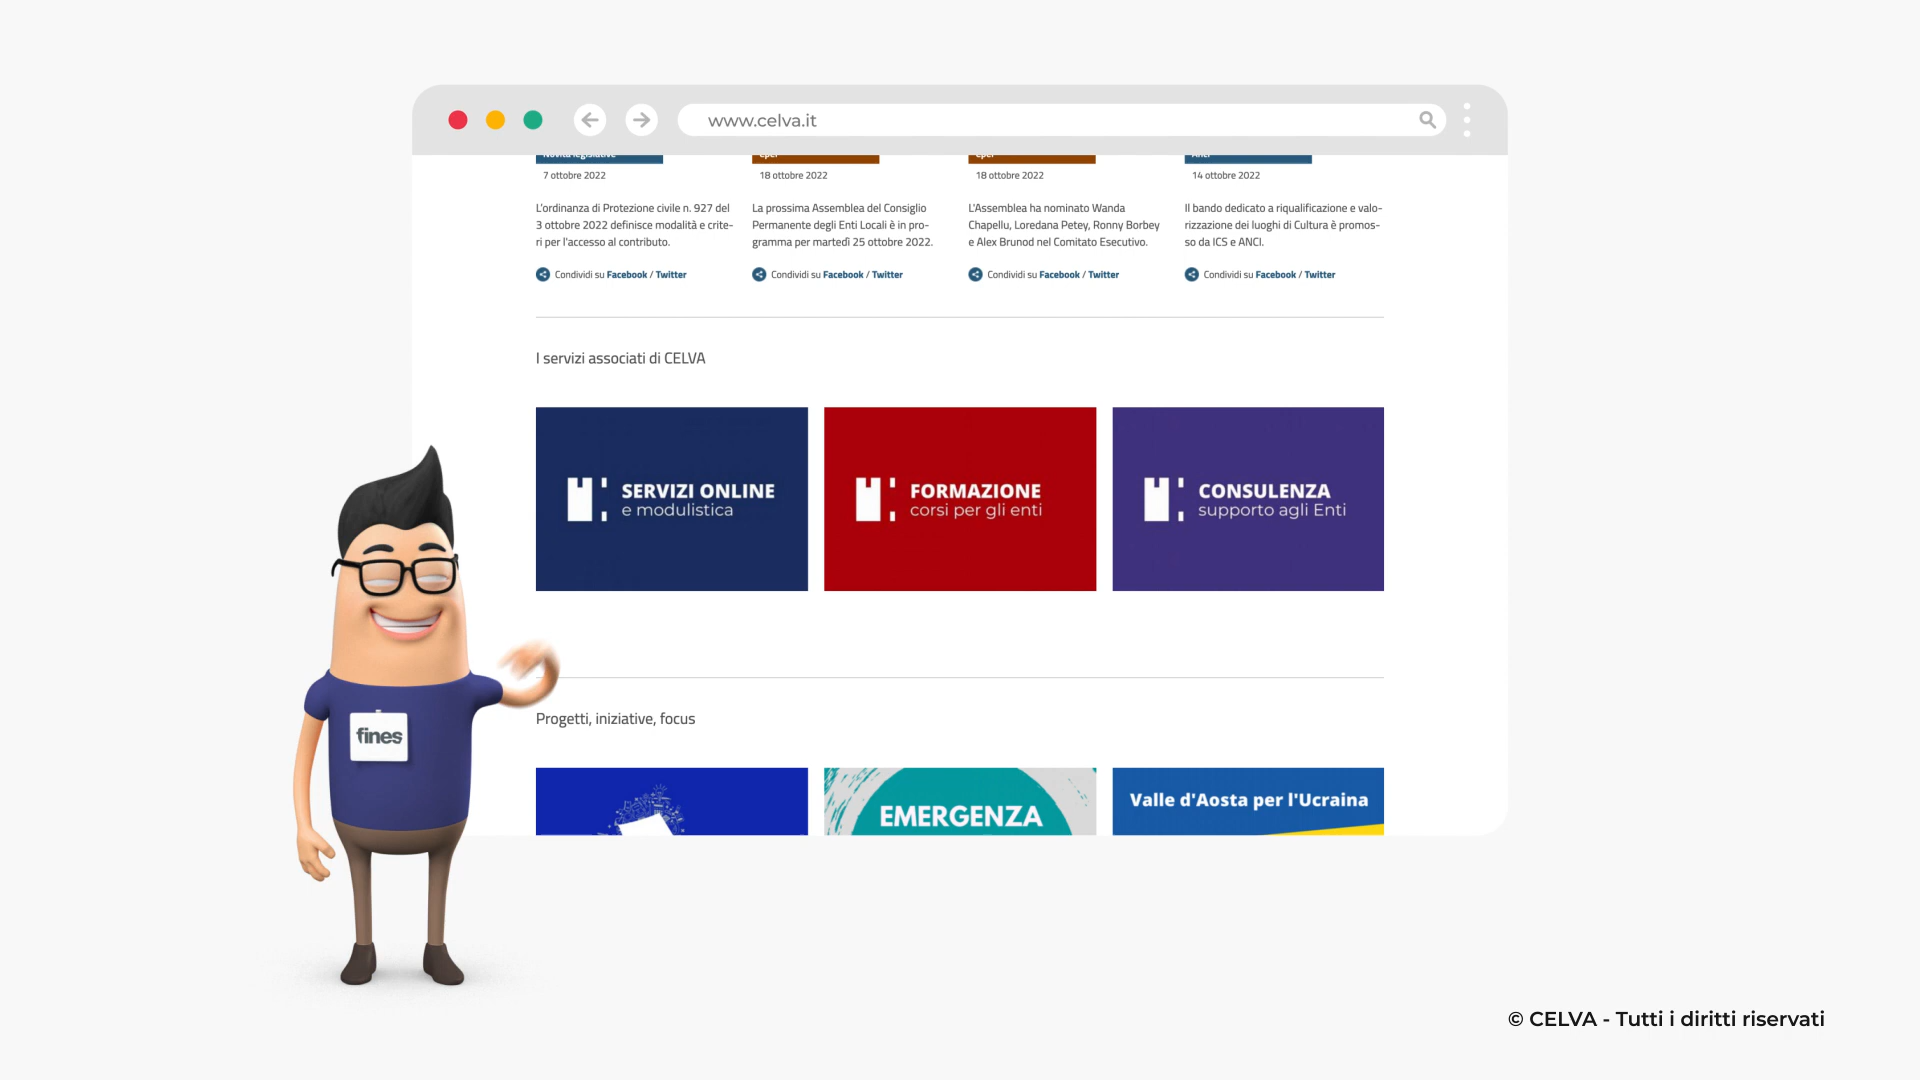 www.celva.it
Novità legislative
Cpel
Cpel
Anci
7 ottobre 2022
18 ottobre 2022
18 ottobre 2022
14 ottobre 2022
L'ordinanza di Protezione civile n. 927 del
3 ottobre 2022 definisce modalità e crite-
ri per l'accesso al contributo.
La prossima Assemblea del Consiglio
Permanente degli Enti Locali è in pro-
gramma per martedì 25 ottobre 2022.
L'Assemblea ha nominato Wanda
Chapellu, Loredana Petey, Ronny Borbey
e Alex Brunod nel Comitato Esecutivo.
Il bando dedicato a riqualificazione e valo-
rizzazione dei luoghi di Cultura è promos-
so da ICS e ANCI.
Condividi su Facebook / Twitter
Condividi su Facebook / Twitter
Condividi su Facebook / Twitter
Condividi su Facebook / Twitter
I servizi associati di CELVA
SERVIZI ONLINE
e modulistica
FORMAZIONE
corsi per gli enti
CONSULENZA
supporto agli Enti
fines
Progetti, iniziative, focus
EMERGENZA
Valle d'Aosta per l'Ucraina
© CELVA - Tutti i diritti riservati